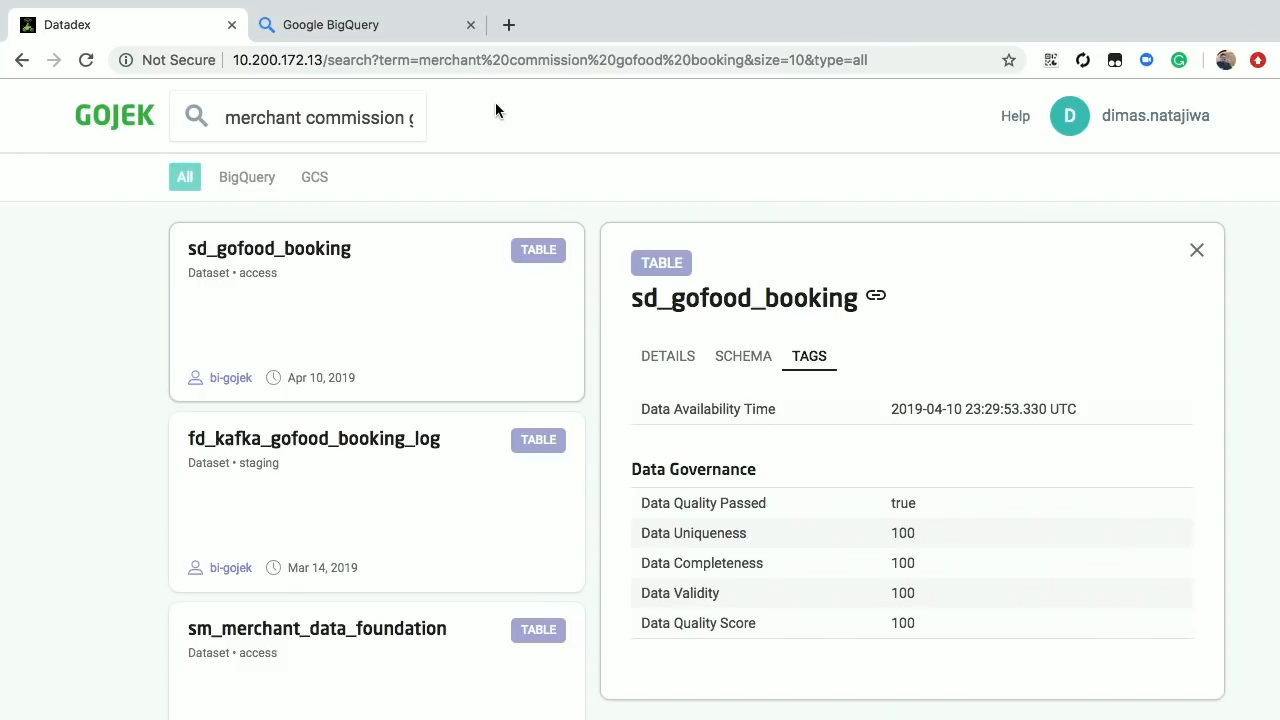 Datadex
Google BigQuery
Not Secure
10.200.172.13/search?term=merchant%20commission%20gofood%20booking&size=10&type=all
GOJEK
merchant commission g
Help
D
dimas.natajiwa
All
BigQuery
GCS
sd_gofood_booking
TABLE
Dataset • access
bi-gojek
Apr 10, 2019
fd_kafka_gofood_booking_log
TABLE
Dataset • staging
bi-gojek
Mar 14, 2019
sm_merchant_data_foundation
TABLE
Dataset • access
TABLE
sd_gofood_booking
DETAILS
SCHEMA
TAGS
Data Availability Time 2019-04-10 23:29:53.330 UTC
Data Governance
Data Quality Passed true
Data Uniqueness 100
Data Completeness 100
Data Validity 100
Data Quality Score 100